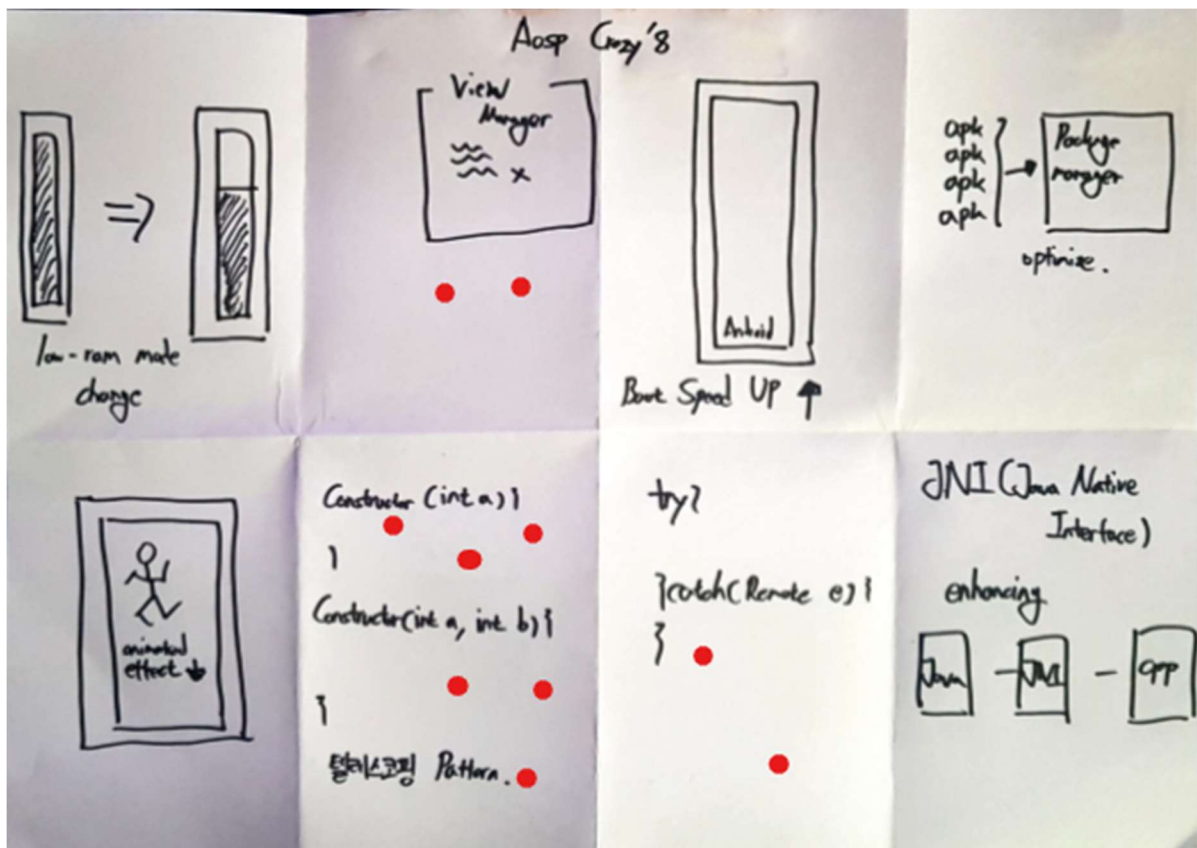 Aosp Crazy'8
low-ram mode
change
View
Manager
x
Android
Boot Speed UP ↑
apk
apk
apk
apk
Package
manager
optimize.
animated
effect ↓
Constructor (int a) {
}
Constructor(int a, int b) {
}
텔레스코핑 Pattern.
try {
} catch (Remote e) {
}
JNI (Java Native
Interface)
enhancing
Java - JNI - cpp